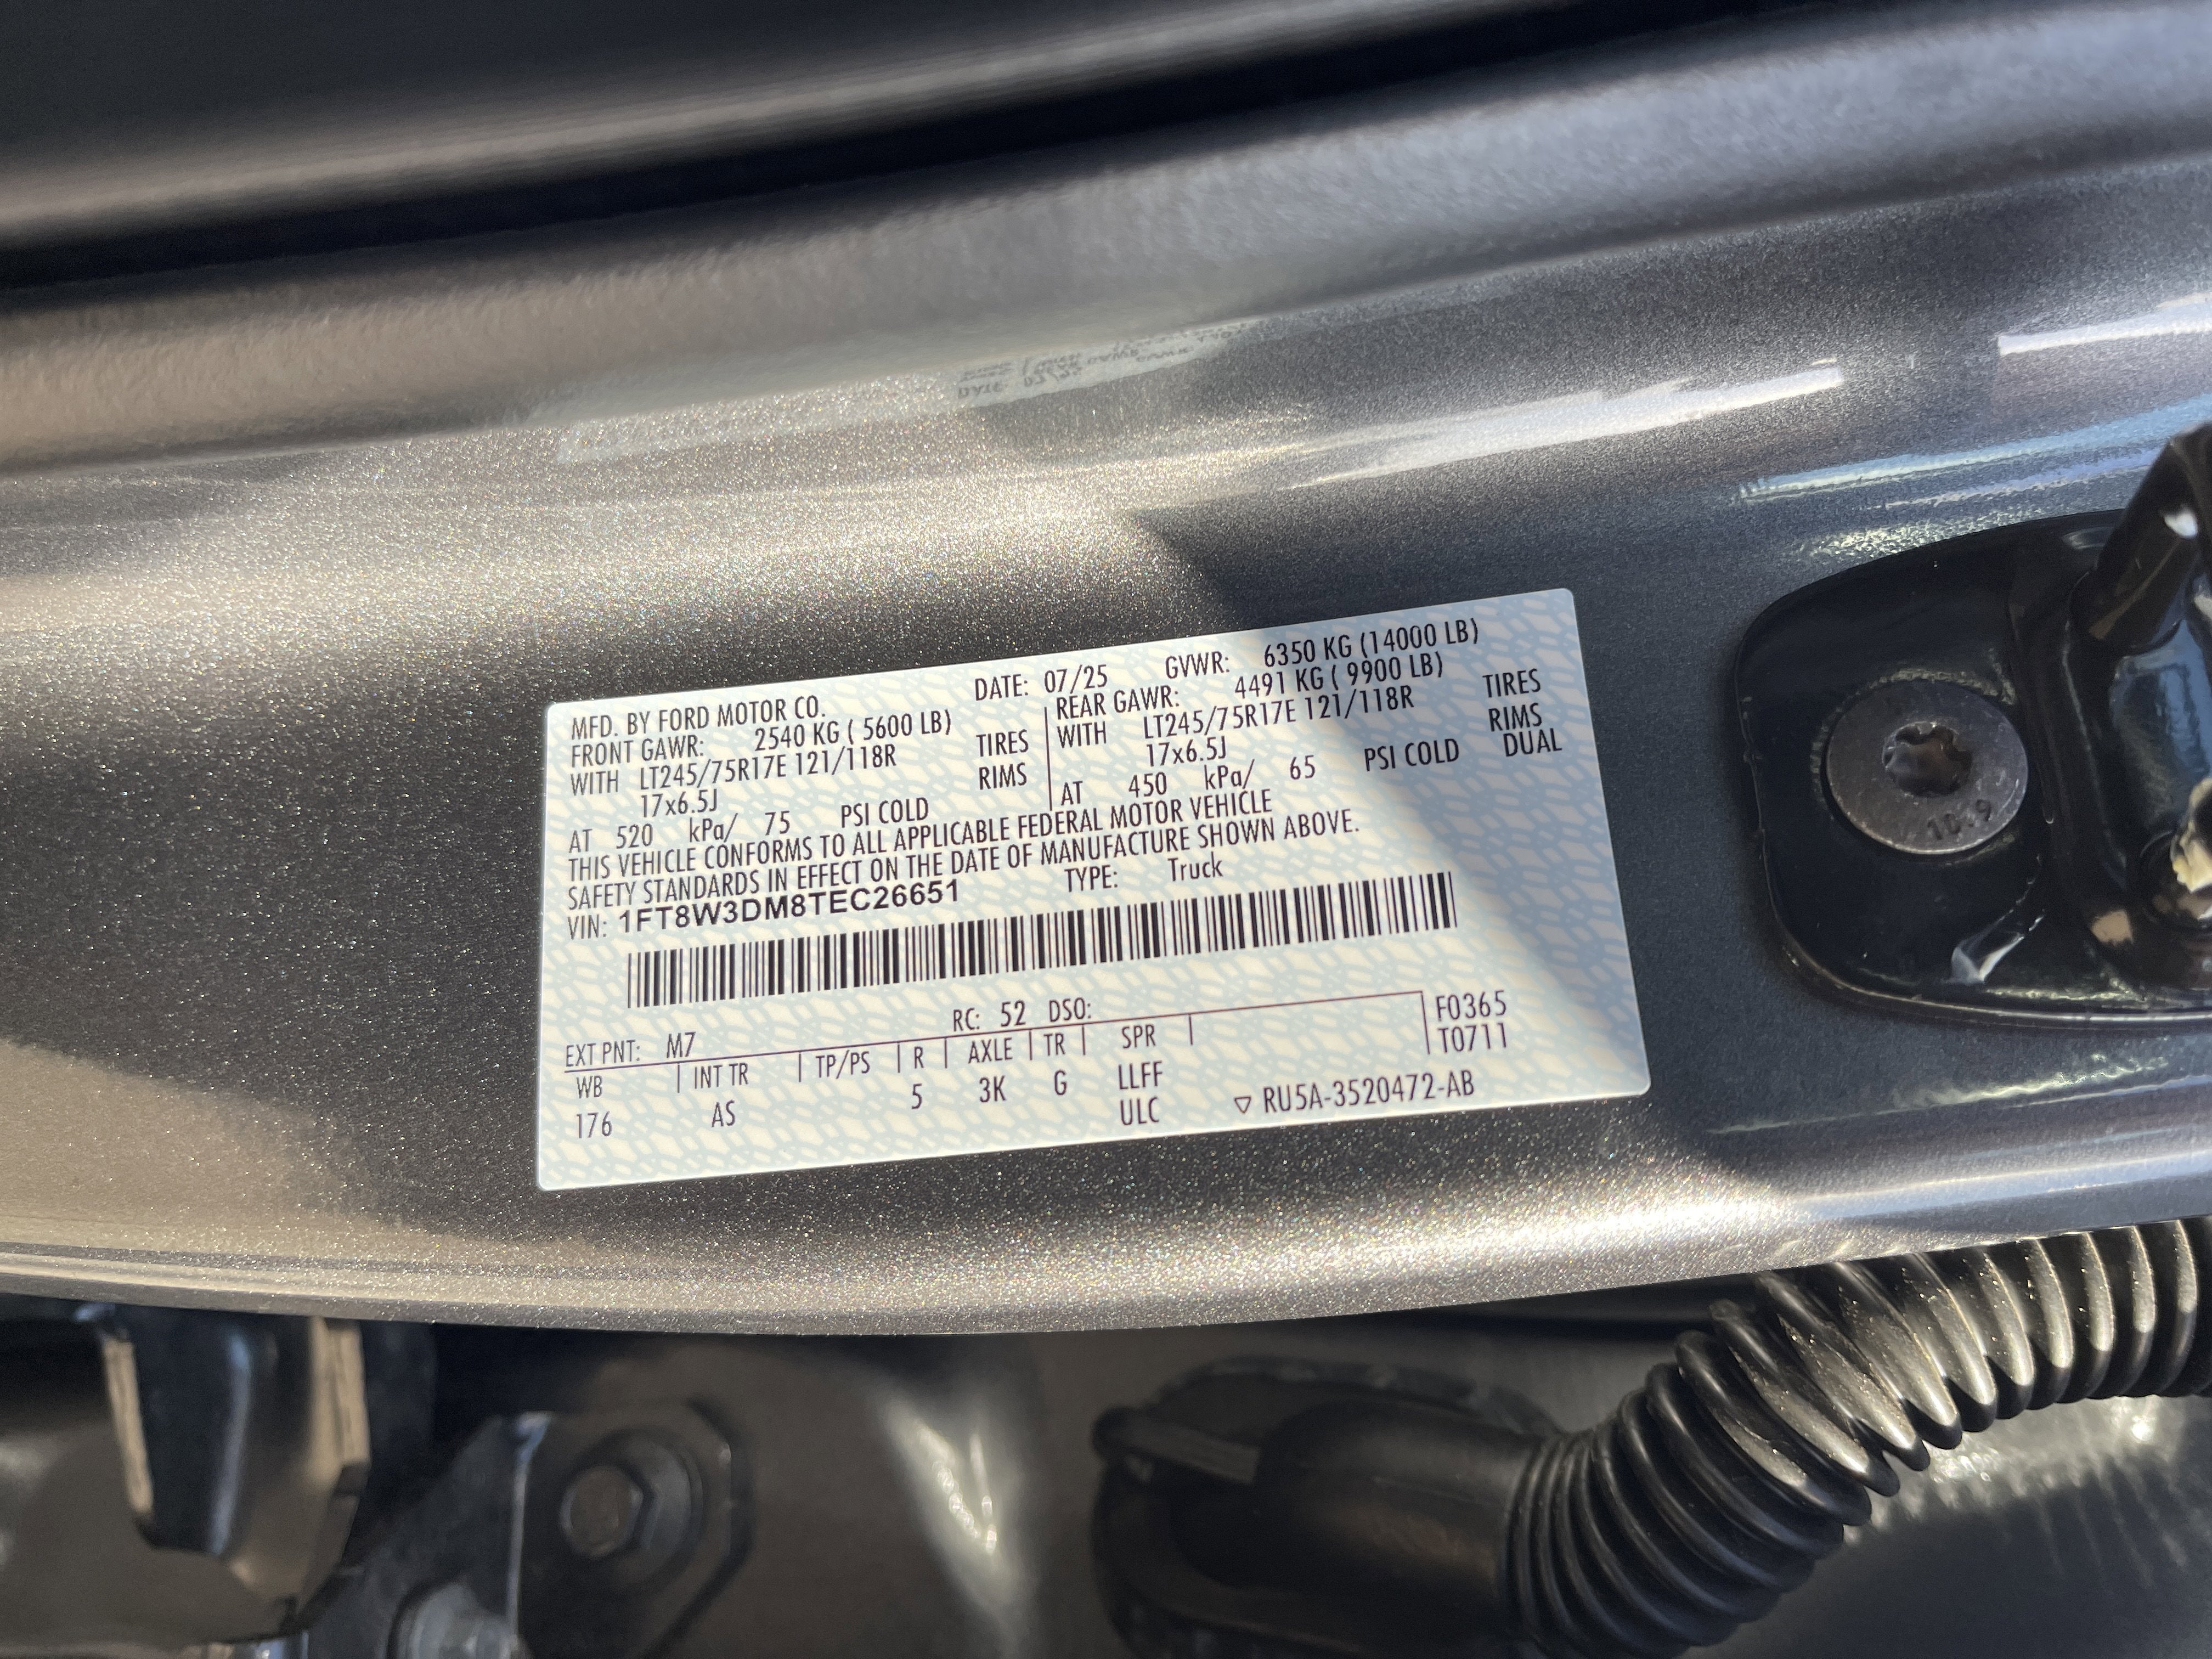 MFD. BY FORD MOTOR CO. DATE: 07/25 GVWR: 6350 KG (14000 LB)
FRONT GAWR: 2540 KG ( 5600 LB)
WITH LT245/75R17E 121/118R TIRES
17x6.5J RIMS
AT 520 kPa/ 75 PSI COLD
REAR GAWR: 4491 KG ( 9900 LB)
WITH LT245/75R17E 121/118R TIRES
17x6.5J RIMS
AT 450 kPa/ 65 PSI COLD DUAL
THIS VEHICLE CONFORMS TO ALL APPLICABLE FEDERAL MOTOR VEHICLE
SAFETY STANDARDS IN EFFECT ON THE DATE OF MANUFACTURE SHOWN ABOVE.
VIN: 1FT8W3DM8TEC26651 TYPE: Truck
EXT PNT: M7 RC: 52 DSO: F0365
WB INT TR TP/PS R AXLE TR SPR T0711
176 AS 5 3K G LLFF
ULC ▽ RU5A-3520472-AB
10.9